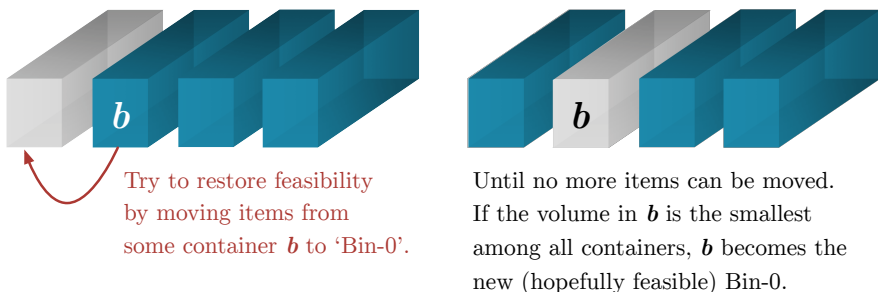 b
b
Try to restore feasibility
by moving items from
some container b to ‘Bin-0’.
Until no more items can be moved.
If the volume in b is the smallest
among all containers, b becomes the
new (hopefully feasible) Bin-0.